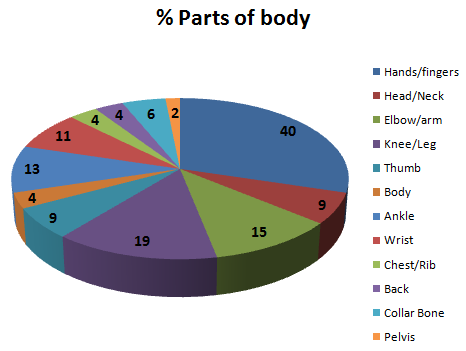 % Parts of body
40
9
15
19
9
4
13
11
4
4
6
2
Hands/fingers
Head/Neck
Elbow/arm
Knee/Leg
Thumb
Body
Ankle
Wrist
Chest/Rib
Back
Collar Bone
Pelvis